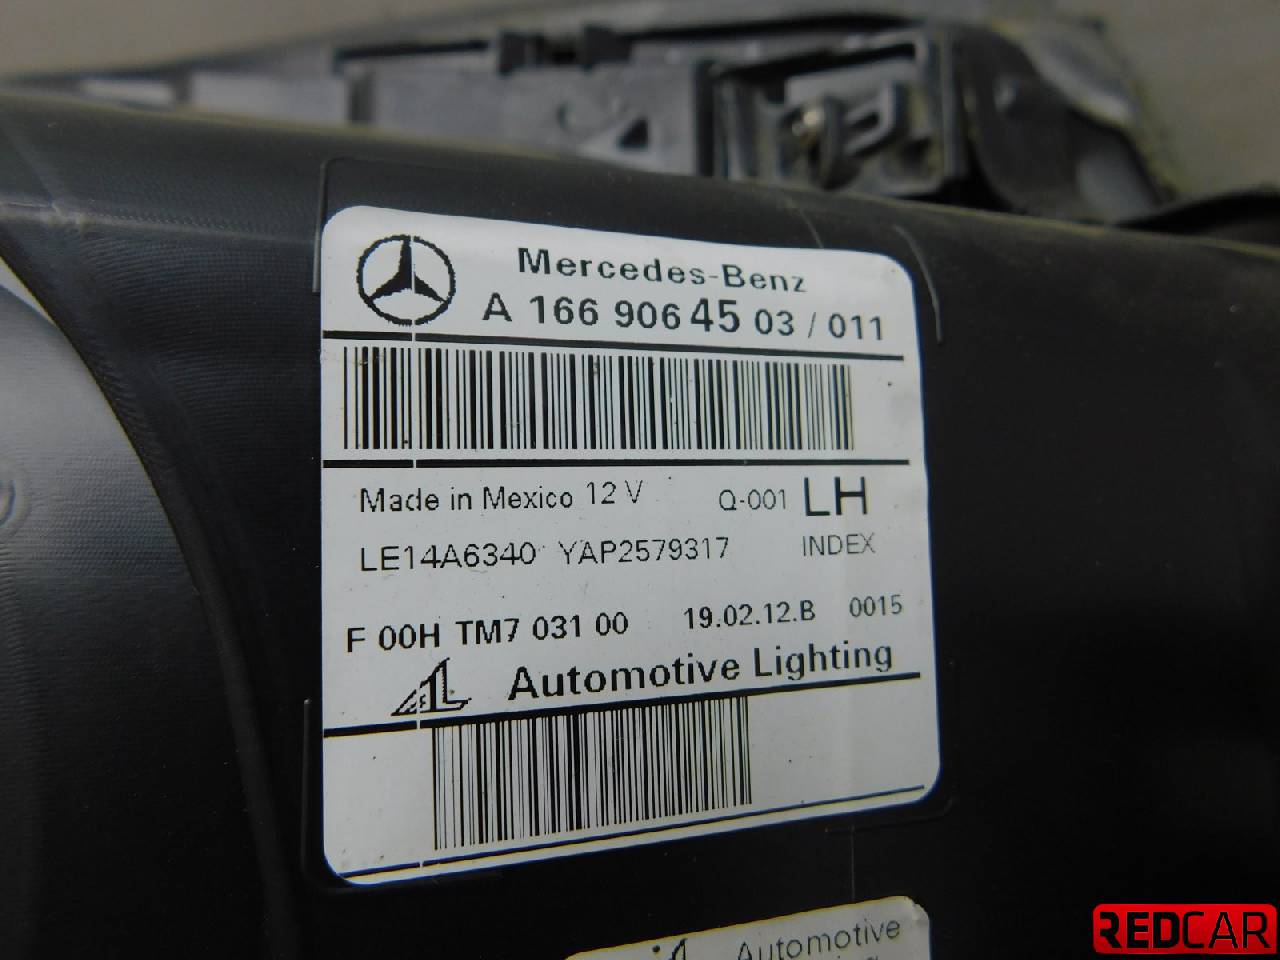 Mercedes-Benz
A 166 906 45 03 / 011
Made in Mexico 12 V Q-001 LH
LE14A6340 YAP2579317 INDEX
F 00H TM7 031 00 19.02.12.B 0015
AL Automotive Lighting
Automotive
REDCAR